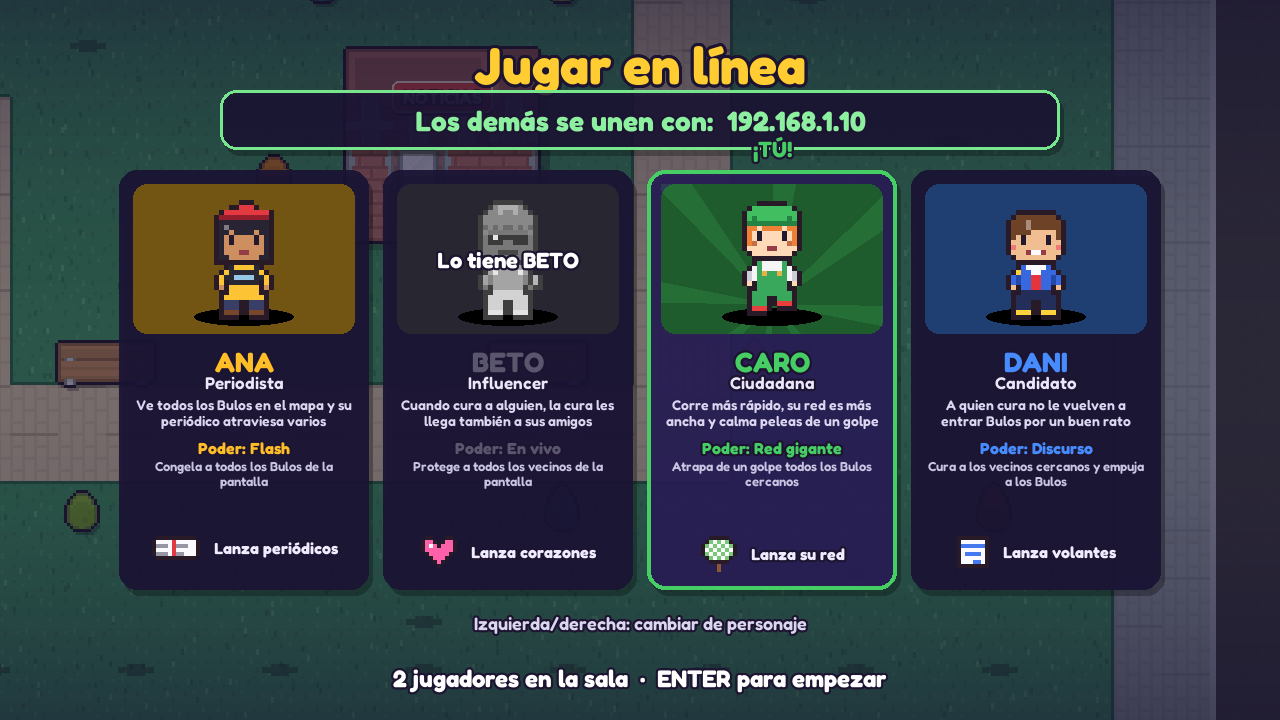 Jugar en línea
NOTICIAS
Los demás se unen con: 192.168.1.10
¡TÚ!
Lo tiene BETO
ANA
Periodista
Ve todos los Bulos en el mapa y su
periódico atraviesa varios
Poder: Flash
Congela a todos los Bulos de la
pantalla
Lanza periódicos
BETO
Influencer
Cuando cura a alguien, la cura les
llega también a sus amigos
Poder: En vivo
Protege a todos los vecinos de la
pantalla
Lanza corazones
CARO
Ciudadana
Corre más rápido, su red es más
ancha y calma peleas de un golpe
Poder: Red gigante
Atrapa de un golpe todos los Bulos
cercanos
Lanza su red
DANI
Candidato
A quien cura no le vuelven a
entrar Bulos por un buen rato
Poder: Discurso
Cura a los vecinos cercanos y empuja
a los Bulos
Lanza volantes
Izquierda/derecha: cambiar de personaje
2 jugadores en la sala · ENTER para empezar